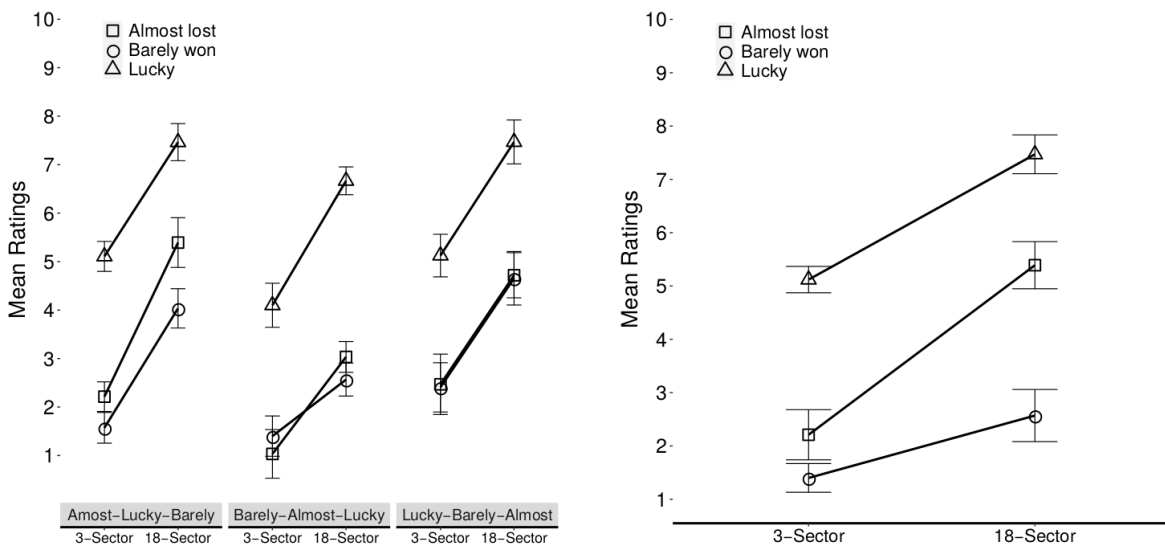 10
9
8
7
6
5
4
3
2
1
Mean Ratings
Almost lost
Barely won
Lucky
Amost-Lucky-Barely
Barely-Almost-Lucky
Lucky-Barely-Almost
3-Sector 18-Sector 3-Sector 18-Sector 3-Sector 18-Sector
10
9
8
7
6
5
4
3
2
1
Mean Ratings
Almost lost
Barely won
Lucky
3-Sector 18-Sector